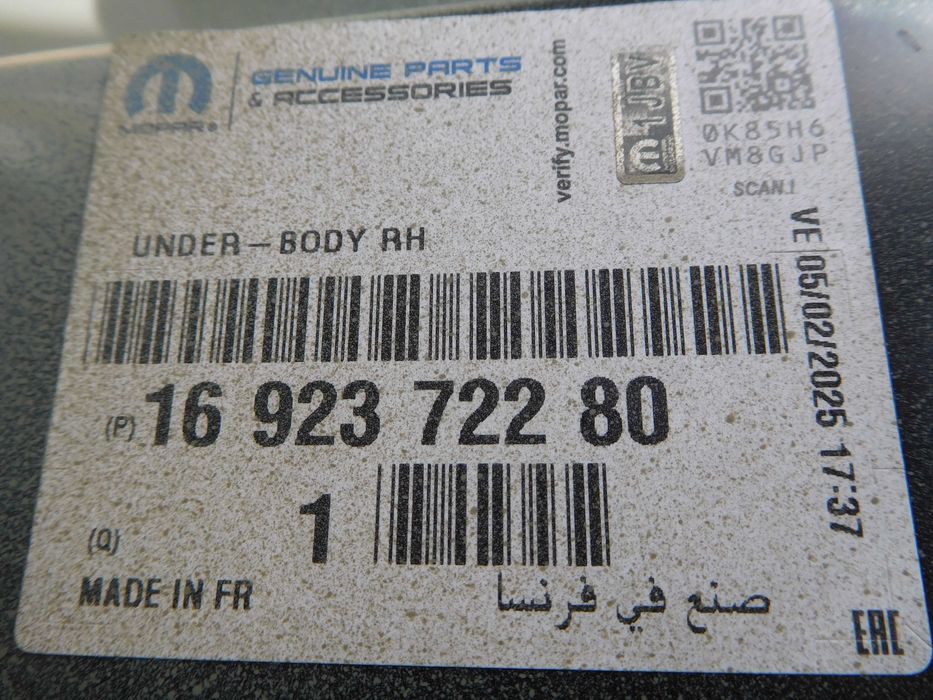 MOPAR®
GENUINE PARTS
& ACCESSORIES
verify.mopar.com
m1JBV
0K85H6
VM8GJP
SCAN!
UNDER-BODY RH
VE 05/02/2025 17:37
(P) 16 923 722 80
(Q) 1
MADE IN FR
صنع في فرنسا
EAC